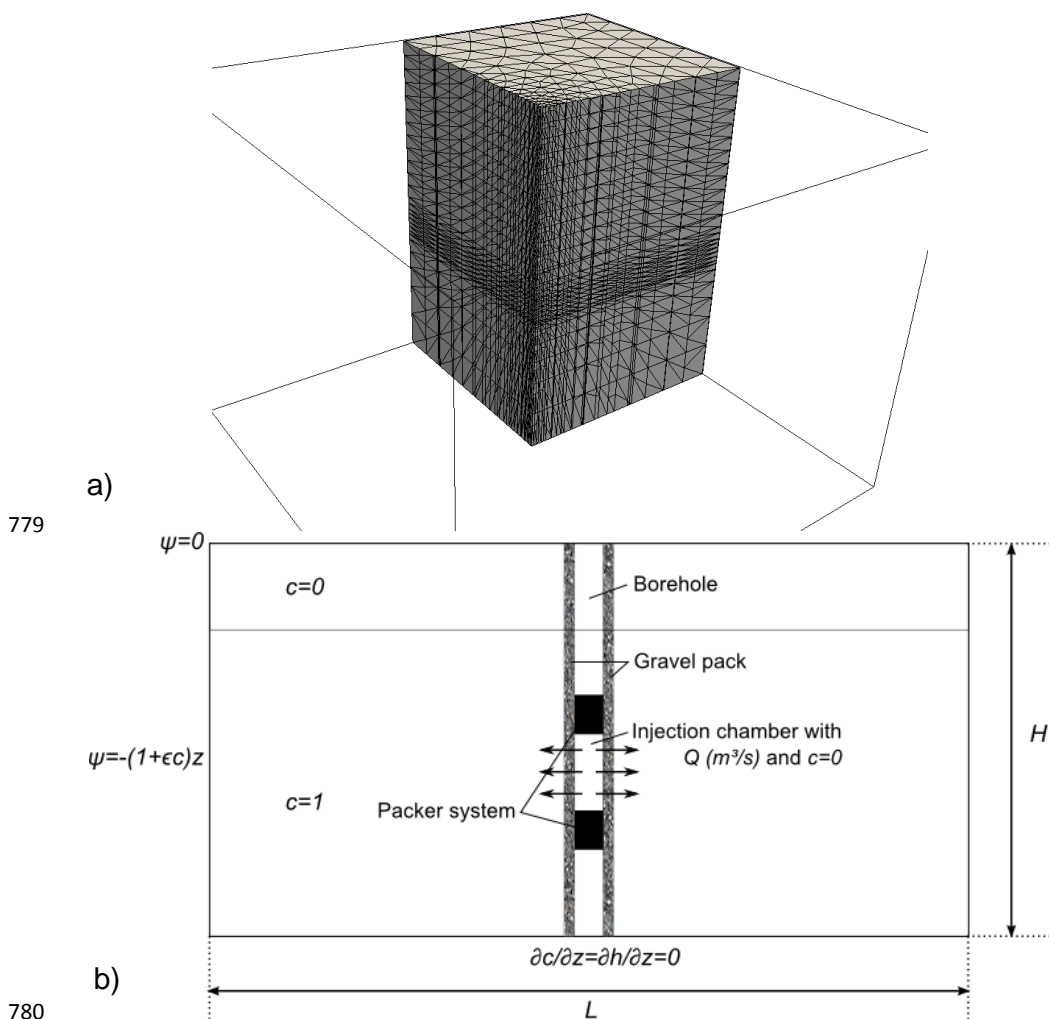 a)
779
ψ=0
c=0
Borehole
Gravel pack
Injection chamber with
Q (m³/s) and c=0
H
ψ=-(1+ϵc)z
c=1
Packer system
∂c/∂z=∂h/∂z=0
b)
L
780